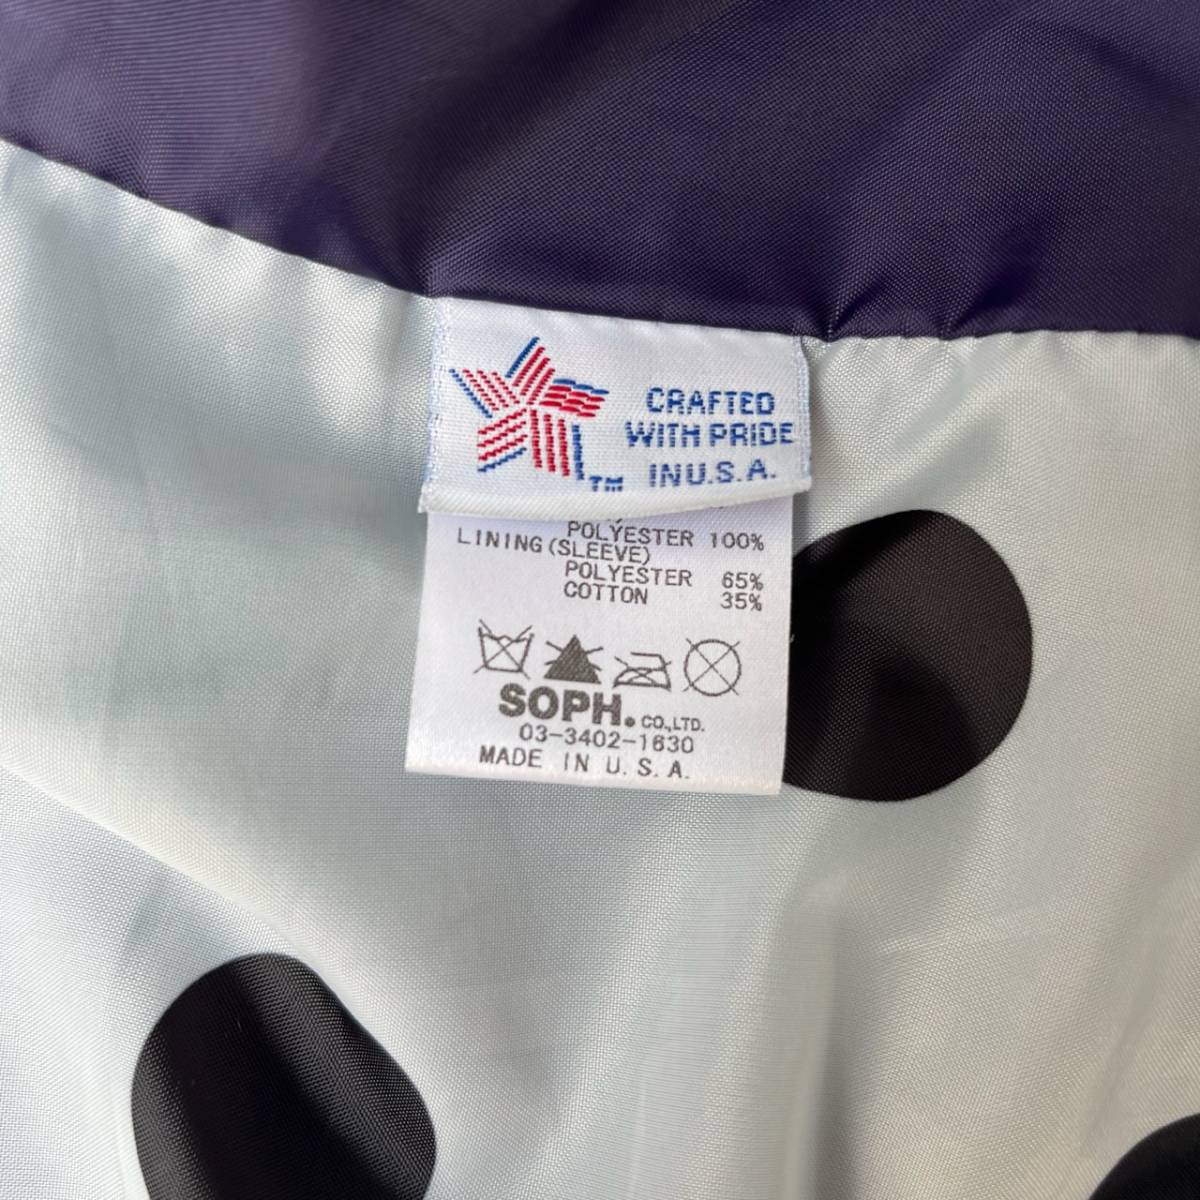 CRAFTED
WITH PRIDE
IN U.S.A.
TM
POLYESTER 100%
LINING (SLEEVE)
POLYESTER 65%
COTTON 35%
SOPH. CO.,LTD.
03-3402-1630
MADE IN U.S.A.